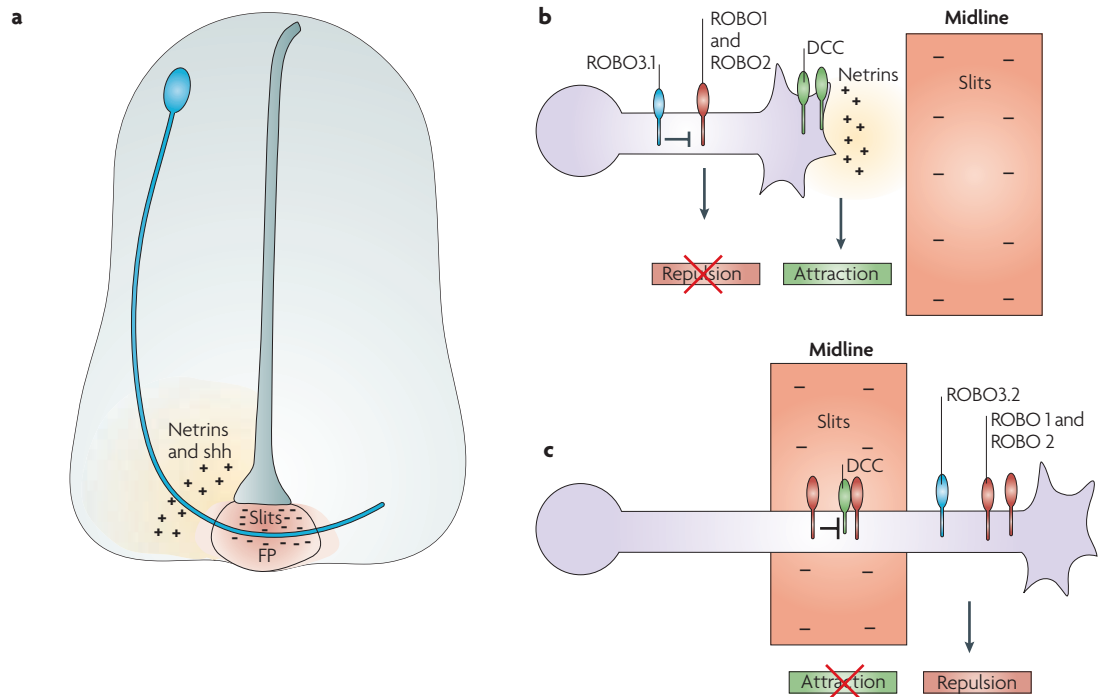 a
Netrins
and shh
Slits
FP
b
ROBO3.1
ROBO1
and
ROBO2
DCC
Netrins
Midline
Slits
Repulsion
Attraction
c
Midline
Slits
DCC
ROBO3.2
ROBO 1 and
ROBO 2
Attraction
Repulsion